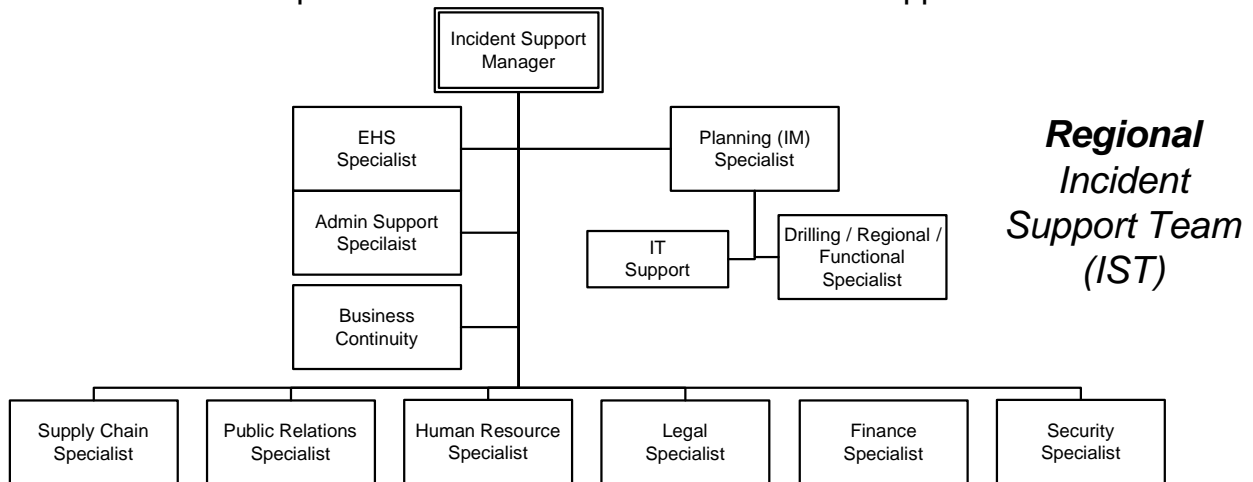 Incident Support
Manager
EHS
Specialist
Planning (IM)
Specialist
Regional
Incident
Support Team
(IST)
Admin Support
Specilaist
IT
Support
Drilling / Regional /
Functional
Specialist
Business
Continuity
Supply Chain
Specialist
Public Relations
Specialist
Human Resource
Specialist
Legal
Specialist
Finance
Specialist
Security
Specialist